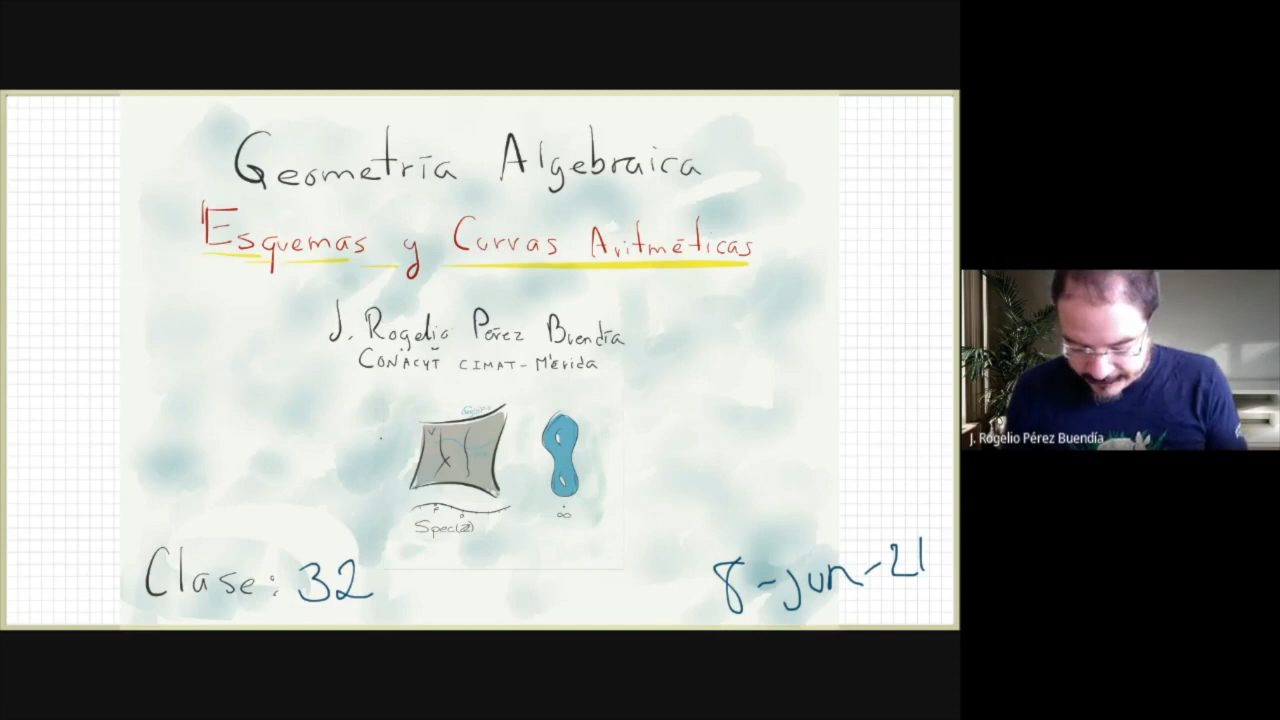 Geometría Algebraica
Esquemas y Curvas Aritméticas
J. Rogelio Pérez Buendía
CONACYT CIMAT-Mérida
Spec(Z)
∞
Clase: 32
8-jun-21
J. Rogelio Pérez Buendía